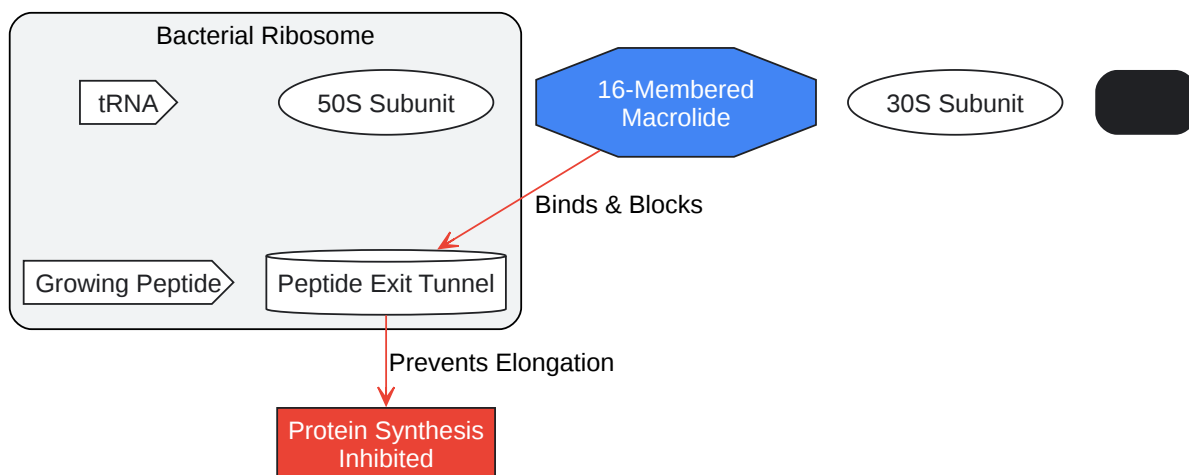 Bacterial Ribosome
tRNA
50S Subunit
16-Membered
Macrolide
30S Subunit
Binds & Blocks
Growing Peptide
Peptide Exit Tunnel
Prevents Elongation
Protein Synthesis
Inhibited